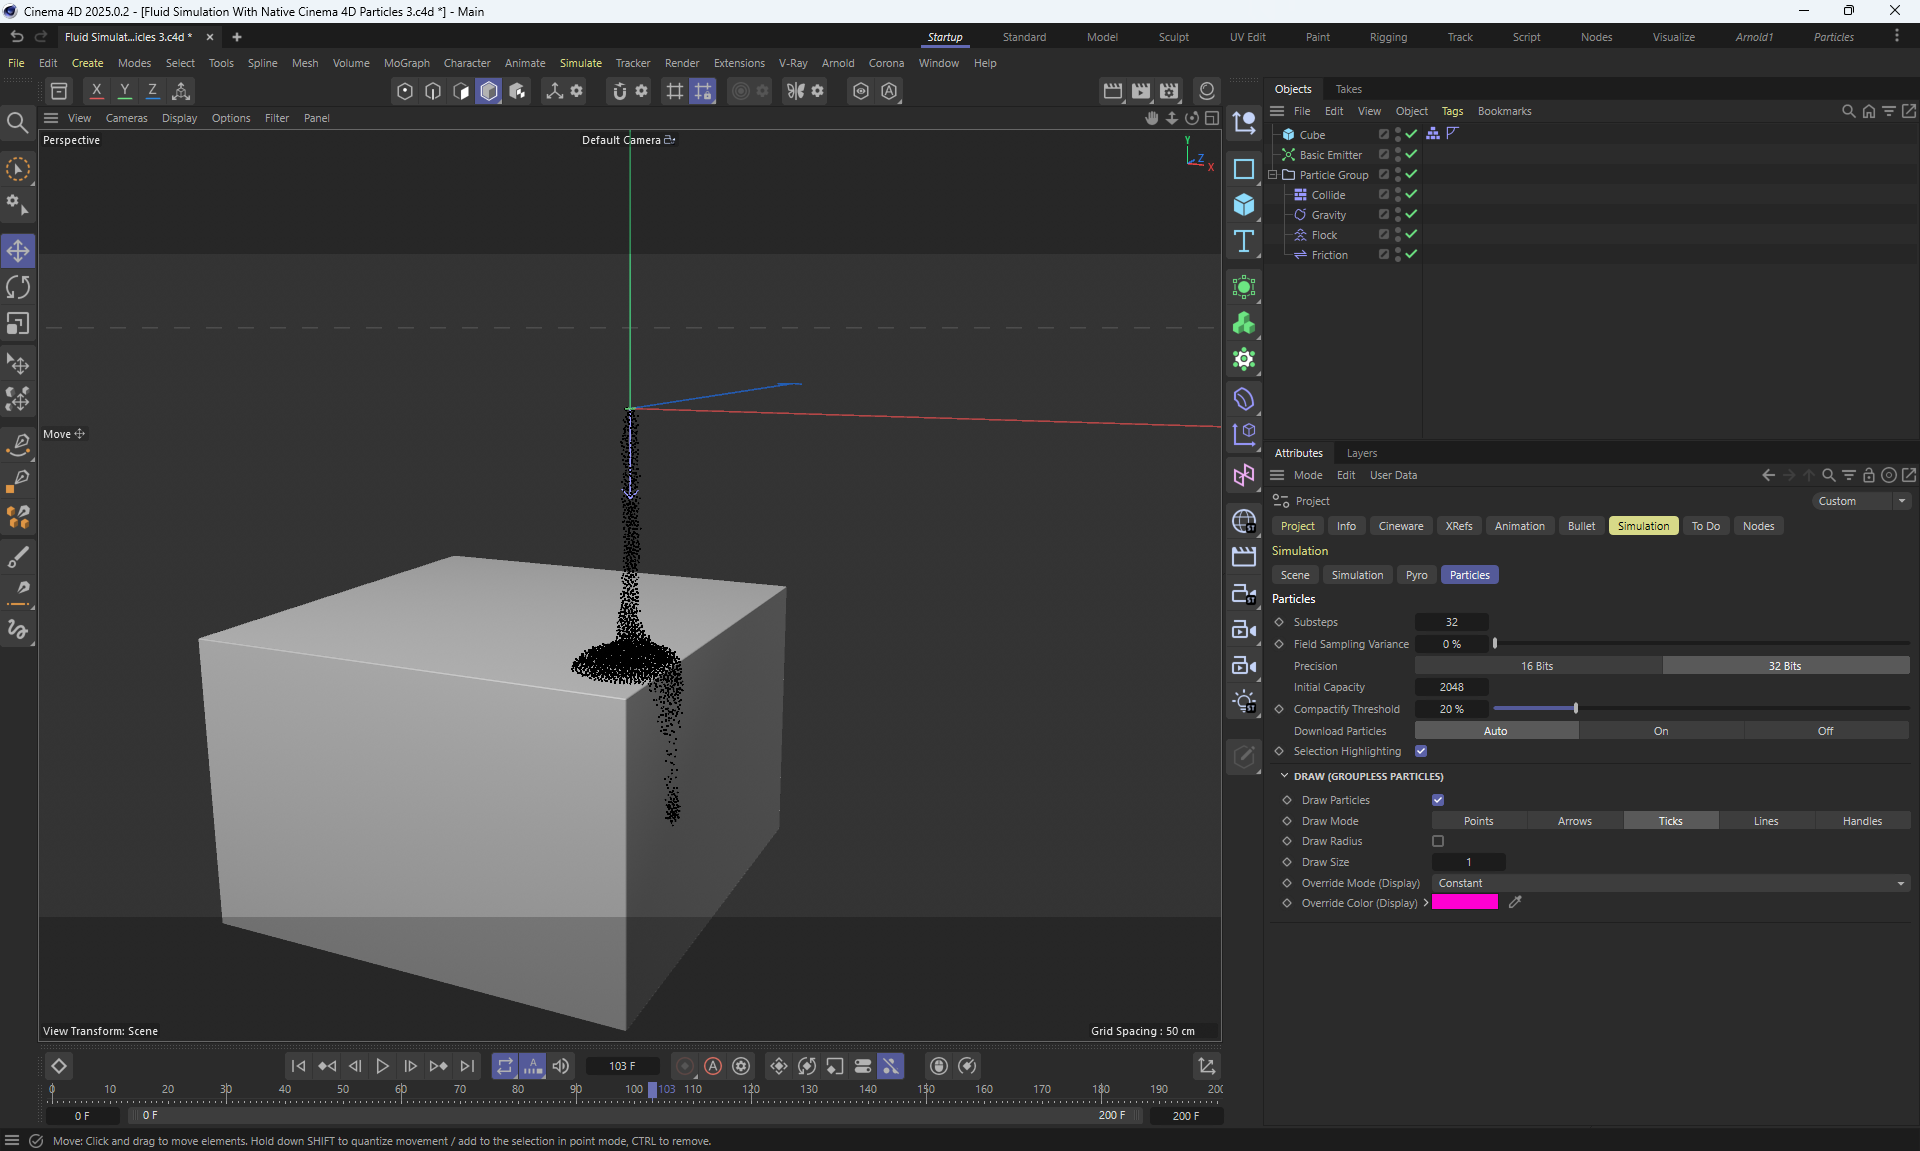 Cinema 4D 2025.0.2 - [Fluid Simulation With Native Cinema 4D Particles 3.c4d *] - Main
Fluid Simulat...icles 3.c4d *
Startup Standard Model Sculpt UV Edit Paint Rigging Track Script Nodes Visualize Arnold1 Particles
File Edit Create Modes Select Tools Spline Mesh Volume MoGraph Character Animate Simulate Tracker Render Extensions V-Ray Arnold Corona Window Help
X Y Z
View Cameras Display Options Filter Panel
Perspective
Default Camera
Y
Z
X
Move
View Transform: Scene
Grid Spacing : 50 cm
Objects Takes
File Edit View Object Tags Bookmarks
Cube
Basic Emitter
Particle Group
Collide
Gravity
Flock
Friction
Attributes Layers
Mode Edit User Data
Project Custom
Project Info Cineware XRefs Animation Bullet Simulation To Do Nodes
Simulation
Scene Simulation Pyro Particles
Particles
Substeps 32
Field Sampling Variance 0 %
Precision 16 Bits 32 Bits
Initial Capacity 2048
Compactify Threshold 20 %
Download Particles Auto On Off
Selection Highlighting
DRAW (GROUPLESS PARTICLES)
Draw Particles
Draw Mode Points Arrows Ticks Lines Handles
Draw Radius
Draw Size 1
Override Mode (Display) Constant
Override Color (Display)
ST
ST
ST
103 F
0 10 20 30 40 50 60 70 80 90 100 103 110 120 130 140 150 160 170 180 190 200
0 F 0 F 200 F 200 F
Move: Click and drag to move elements. Hold down SHIFT to quantize movement / add to the selection in point mode, CTRL to remove.